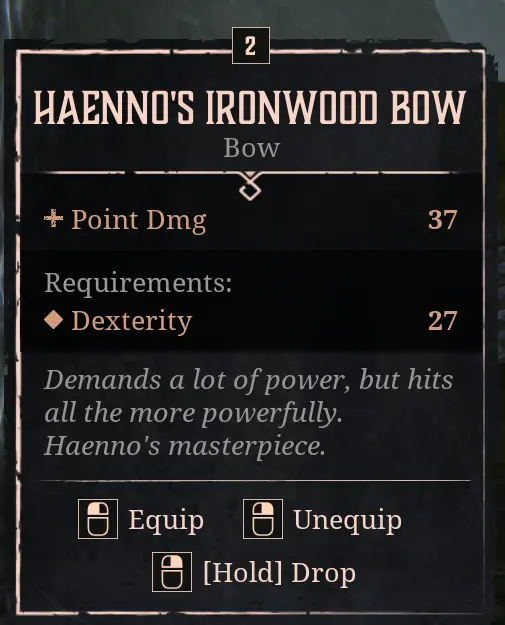 2
HAENNO'S IRONWOOD BOW
Bow
Point Dmg 37
Requirements:
Dexterity 27
Demands a lot of power, but hits
all the more powerfully.
Haenno's masterpiece.
Equip Unequip
[Hold] Drop